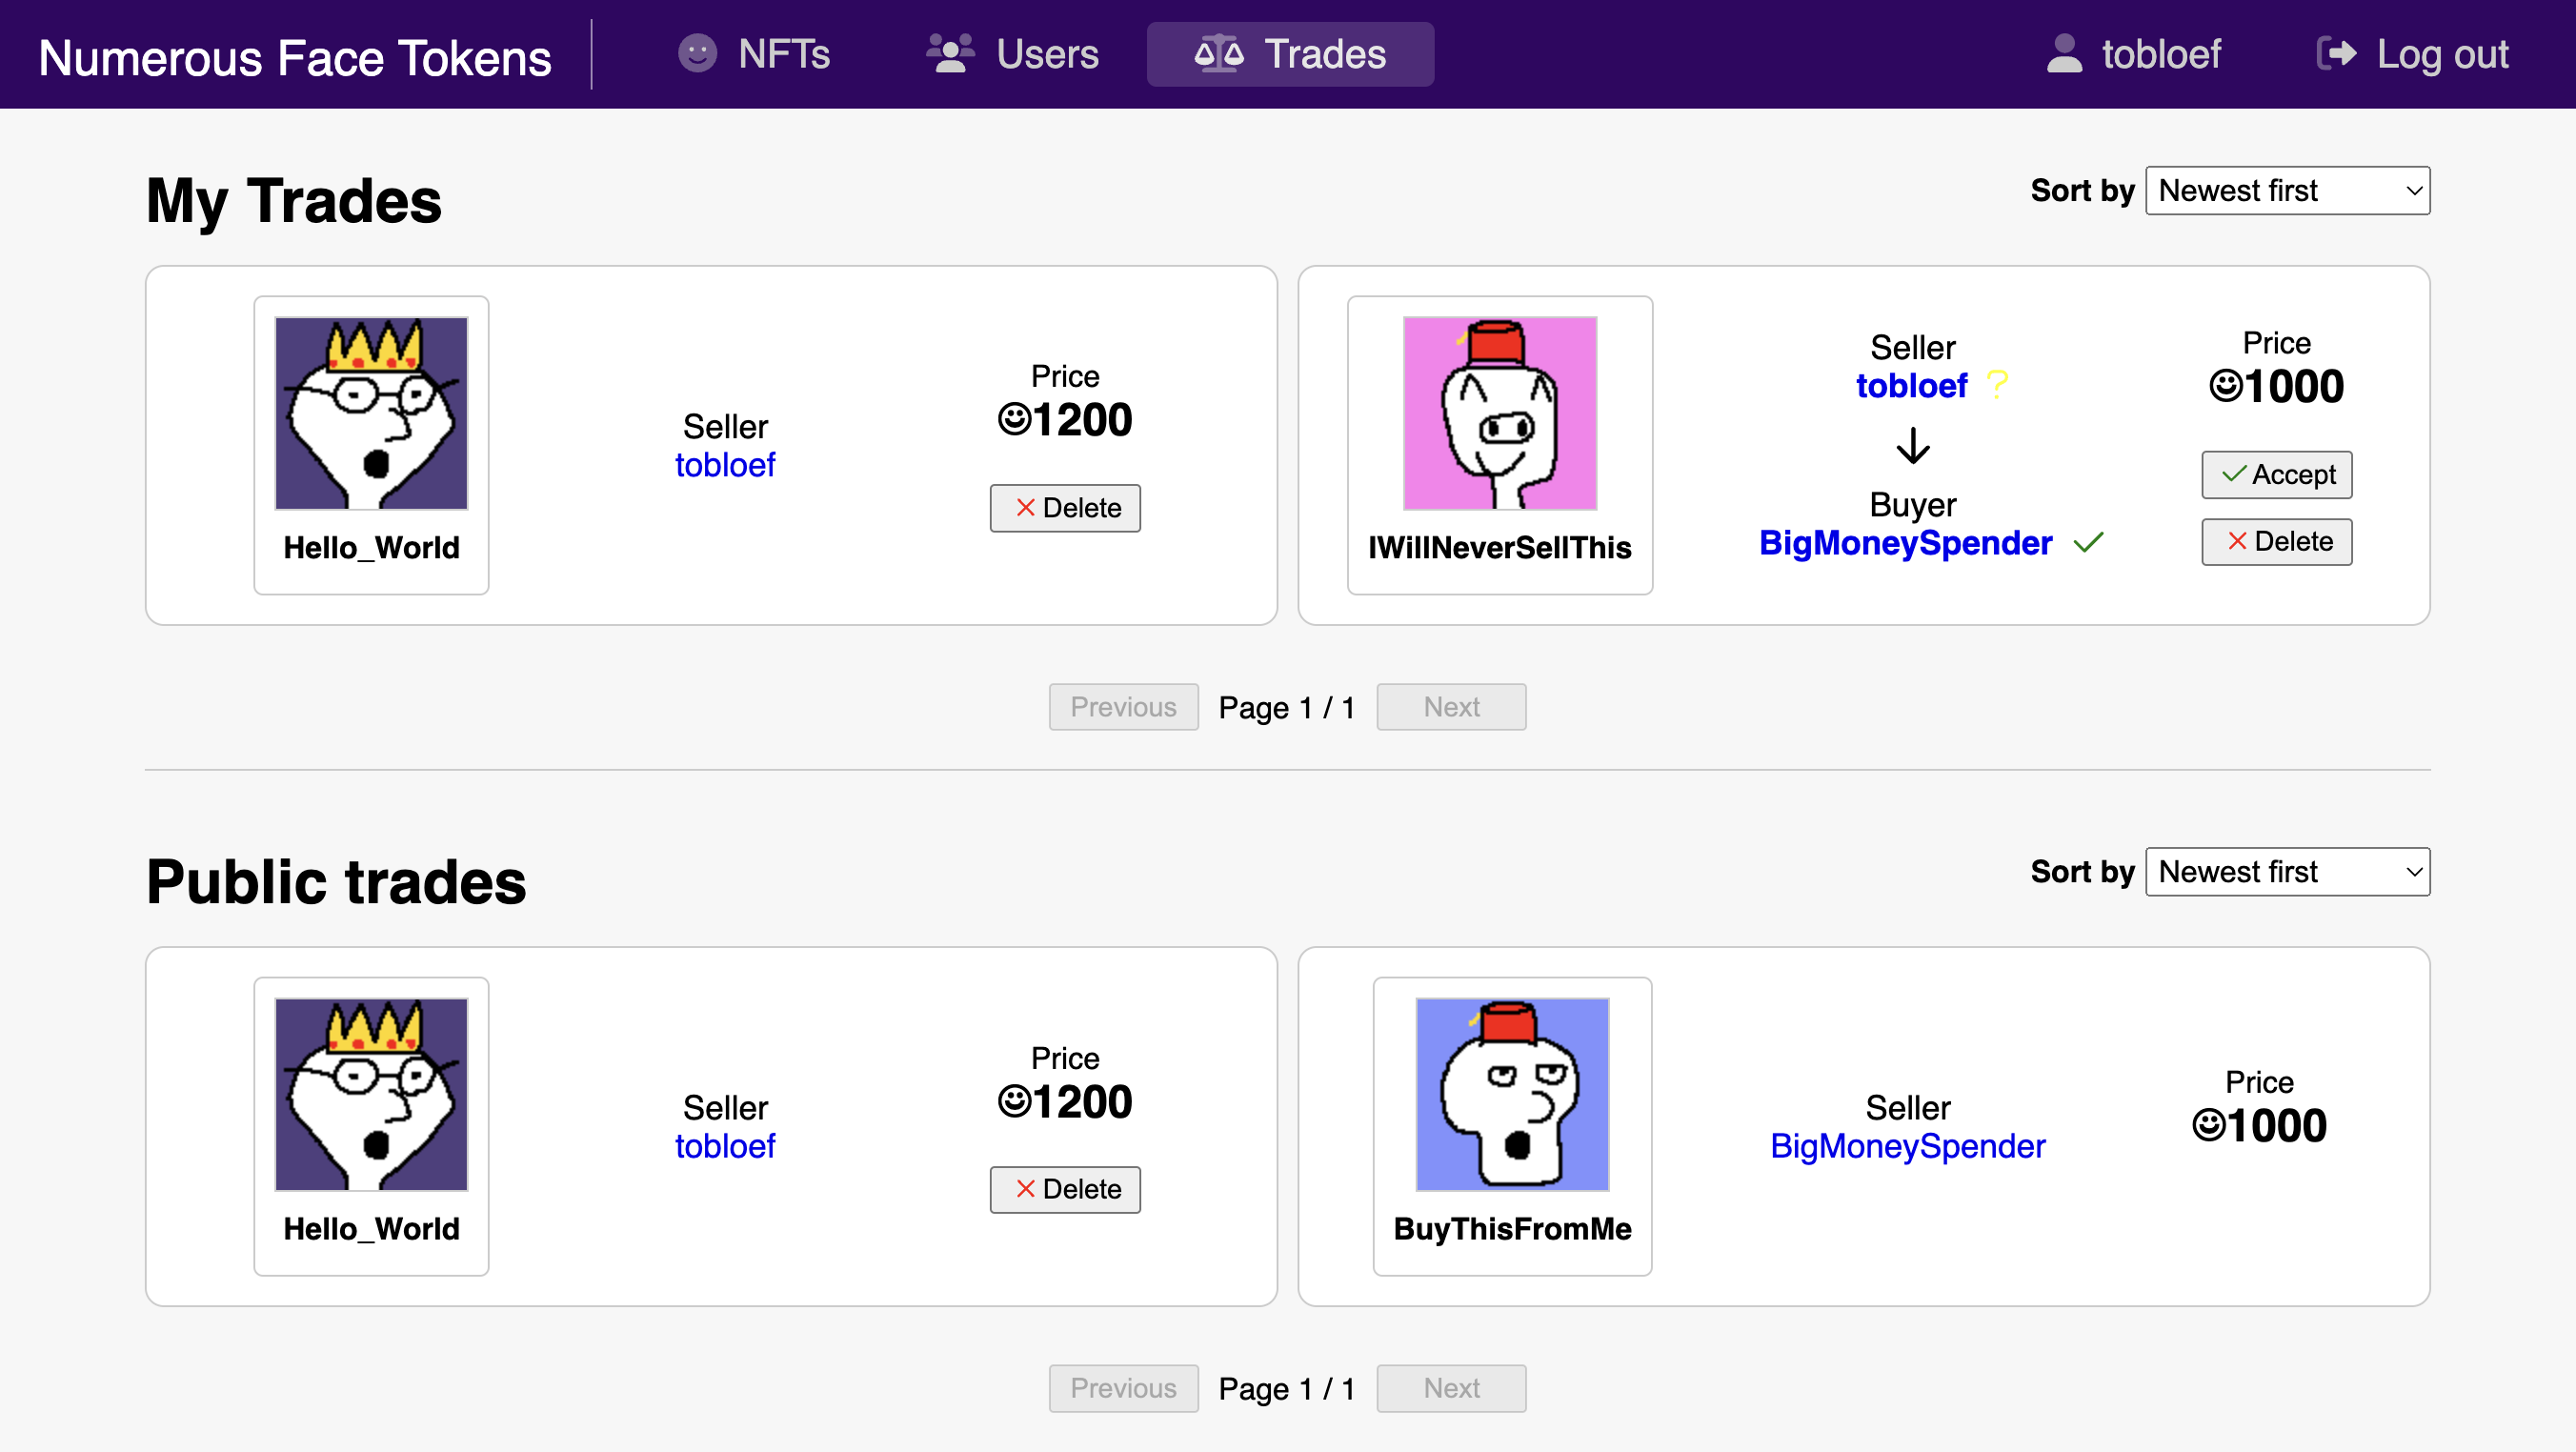 Numerous Face Tokens
NFTs
Users
Trades
tobloef
Log out
My Trades
Sort by
Newest first
Hello_World
Seller
tobloef
Price
1200
Delete
IWillNeverSellThis
Seller
tobloef ?
Buyer
BigMoneySpender
Price
1000
Accept
Delete
Previous
Page 1 / 1
Next
Public trades
Sort by
Newest first
Hello_World
Seller
tobloef
Price
1200
Delete
BuyThisFromMe
Seller
BigMoneySpender
Price
1000
Previous
Page 1 / 1
Next